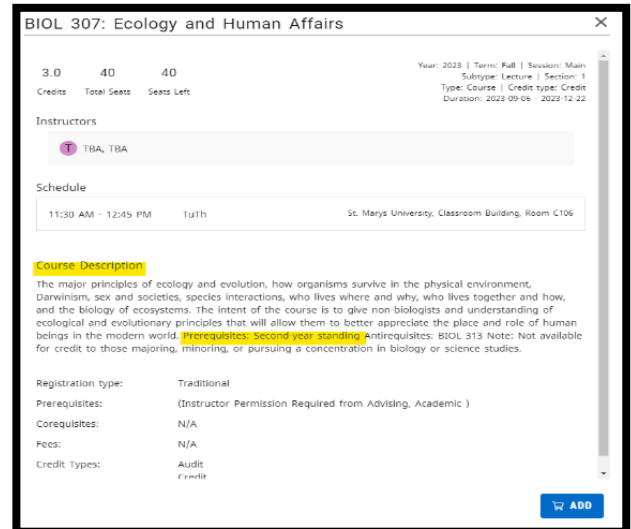 BIOL 307: Ecology and Human Affairs
3.0 40 40
Credits Total Seats Seats Left
Year: 2023 | Term: Fall | Session: Main
Subtype: Lecture | Section: 1
Type: Course | Credit type: Credit
Duration: 2023-09-06 - 2023-12-22
Instructors
T TBA, TBA
Schedule
11:30 AM - 12:45 PM TuTh St. Marys University, Classroom Building, Room C106
Course Description
The major principles of ecology and evolution, how organisms survive in the physical environment,
Darwinism, sex and societies, species interactions, who lives where and why, who lives together and how,
and the biology of ecosystems. The intent of the course is to give non-biologists and understanding of
ecological and evolutionary principles that will allow them to better appreciate the place and role of human
beings in the modern world. Prerequisites: Second-year standing Antirequisites: BIOL 313 Note: Not available
for credit to those majoring, minoring, or pursuing a concentration in biology or science studies.
Registration type: Traditional
Prerequisites: (Instructor Permission Required from Advising, Academic )
Corequisites: N/A
Fees: N/A
Credit Types: Audit
Credit
ADD